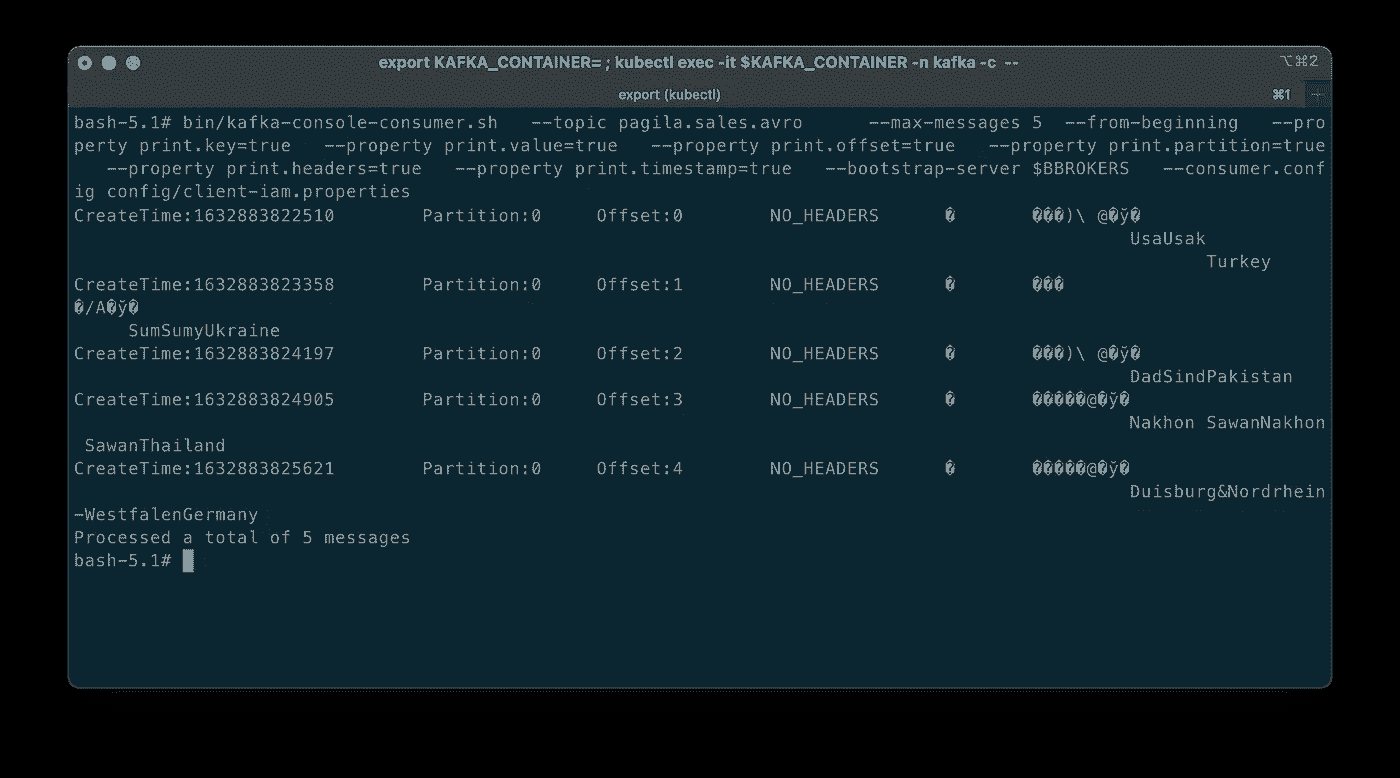 export KAFKA_CONTAINER= ; kubectl exec -it $KAFKA_CONTAINER -n kafka -c -- ⌥⌘2
export (kubectl) ⌘1 +
bash-5.1# bin/kafka-console-consumer.sh   --topic pagila.sales.avro      --max-messages 5  --from-beginning   --pro
perty print.key=true   --property print.value=true   --property print.offset=true   --property print.partition=true
   --property print.headers=true   --property print.timestamp=true   --bootstrap-server $BBROKERS   --consumer.conf
ig config/client-iam.properties
CreateTime:1632883822510        Partition:0     Offset:0        NO_HEADERS      �       ���)\ @�ў�
UsaUsak
Turkey
CreateTime:1632883823358        Partition:0     Offset:1        NO_HEADERS      �       ���
�/A�ў�
SumSumyUkraine
CreateTime:1632883824197        Partition:0     Offset:2        NO_HEADERS      �       ���)\ @�ў�
DadSindPakistan
CreateTime:1632883824905        Partition:0     Offset:3        NO_HEADERS      �       �����@�ў�
Nakhon SawanNakhon
 SawanThailand
CreateTime:1632883825621        Partition:0     Offset:4        NO_HEADERS      �       �����@�ў�
Duisburg&Nordrhein
-WestfalenGermany
Processed a total of 5 messages
bash-5.1#